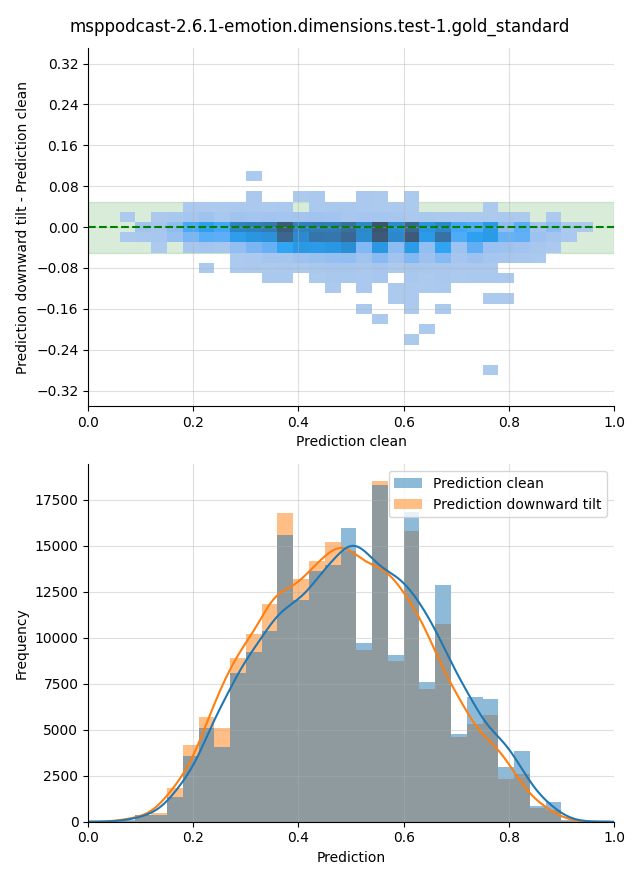 msppodcast-2.6.1-emotion.dimensions.test-1.gold_standard
Prediction downward tilt - Prediction clean
0.32
0.24
0.16
0.08
0.00
−0.08
−0.16
−0.24
−0.32
0.0 0.2 0.4 0.6 0.8 1.0
Prediction clean
Frequency
17500
15000
12500
10000
7500
5000
2500
0
Prediction clean
Prediction downward tilt
0.0 0.2 0.4 0.6 0.8 1.0
Prediction